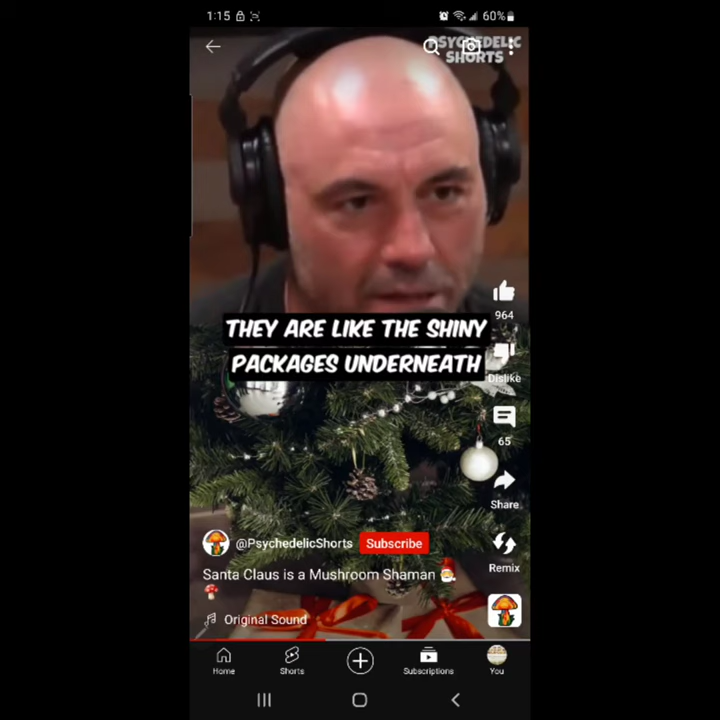 1:15
60%
PSYCHEDELIC
SHORTS
964
THEY ARE LIKE THE SHINY
PACKAGES UNDERNEATH
Dislike
65
Share
@PsychedelicShorts Subscribe
Remix
Santa Claus is a Mushroom Shaman
Original Sound
Home Shorts Subscriptions You